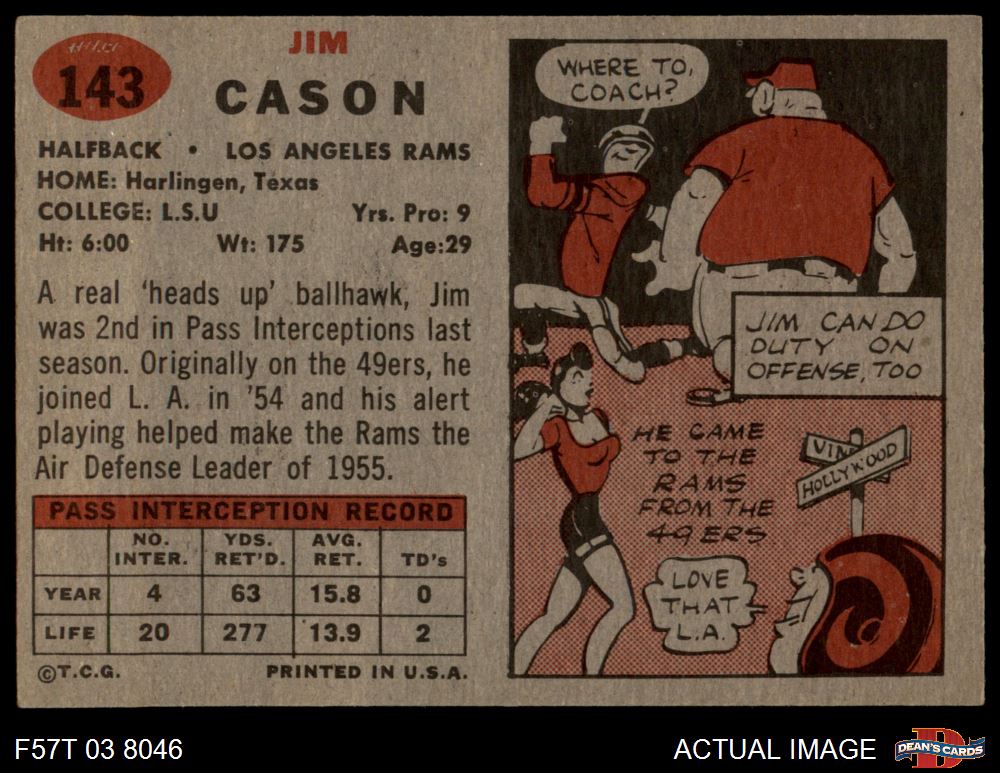 143
JIM
CASON
HALFBACK • LOS ANGELES RAMS
HOME: Harlingen, Texas
COLLEGE: L.S.U Yrs. Pro: 9
Ht: 6:00 Wt: 175 Age:29
A real 'heads up' ballhawk, Jim
was 2nd in Pass Interceptions last
season. Originally on the 49ers, he
joined L. A. in '54 and his alert
playing helped make the Rams the
Air Defense Leader of 1955.
PASS INTERCEPTION RECORD
NO. YDS. AVG.
INTER. RET'D. RET. TD's
YEAR 4 63 15.8 0
LIFE 20 277 13.9 2
©T.C.G. PRINTED IN U.S.A.
WHERE TO,
COACH?
JIM CAN DO
DUTY ON
OFFENSE, TOO
HE CAME
TO THE
RAMS
FROM THE
49ERS
HOLLYWOOD
LOVE
THAT
L.A.
F57T 03 8046
ACTUAL IMAGE
DEAN'S CARDS